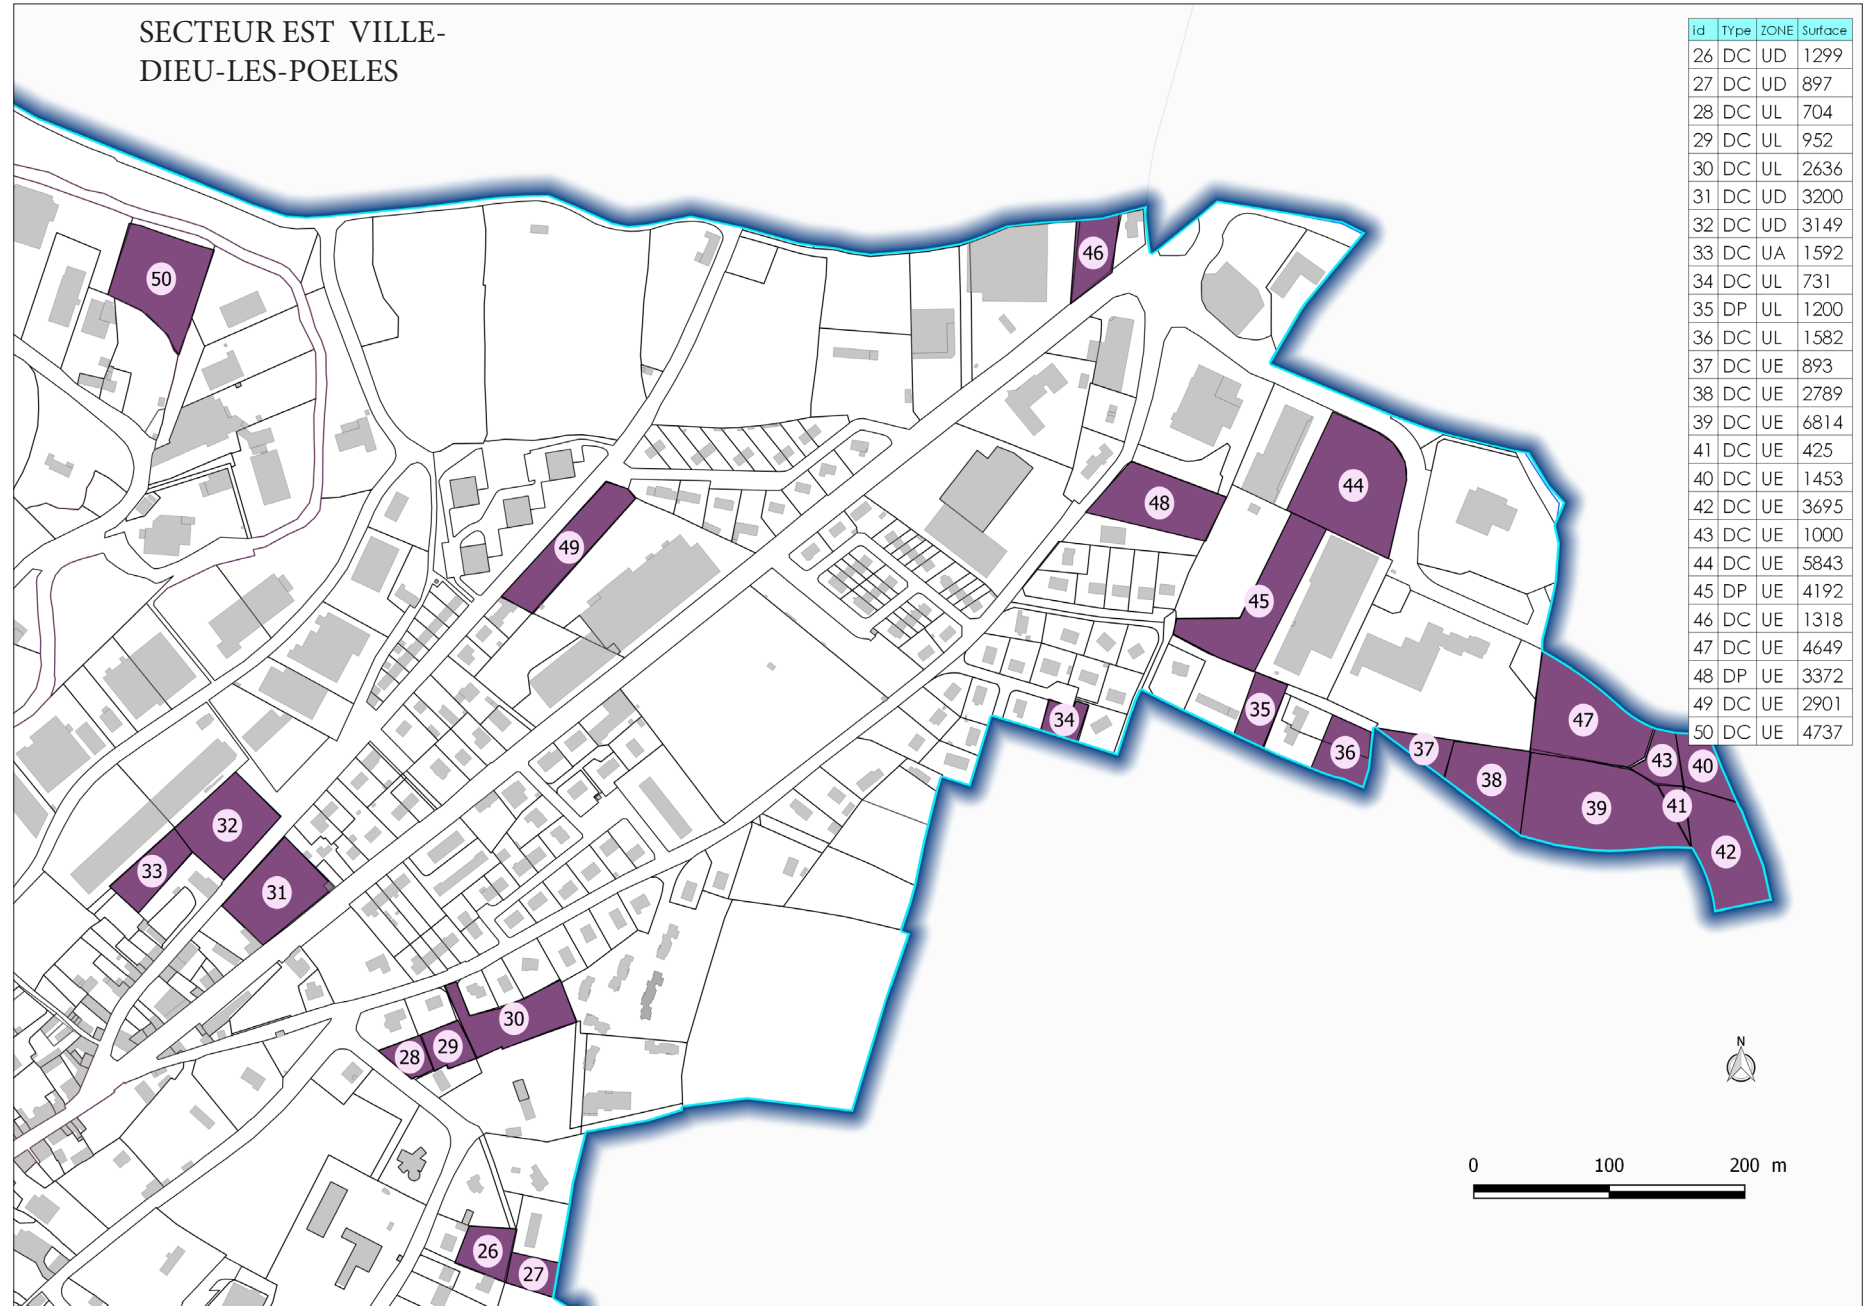 SECTEUR EST VILLE-
DIEU-LES-POELES
id TYpe ZONE Surface
26 DC UD 1299
27 DC UD 897
28 DC UL 704
29 DC UL 952
30 DC UL 2636
31 DC UD 3200
32 DC UD 3149
33 DC UA 1592
34 DC UL 731
35 DP UL 1200
36 DC UL 1582
37 DC UE 893
38 DC UE 2789
39 DC UE 6814
41 DC UE 425
40 DC UE 1453
42 DC UE 3695
43 DC UE 1000
44 DC UE 5843
45 DP UE 4192
46 DC UE 1318
47 DC UE 4649
48 DP UE 3372
49 DC UE 2901
50 DC UE 4737
46
50
44
48
49
45
35
34
47
37
36
43
40
38
39
41
32
42
33
31
30
29
28
N
0 100 200 m
26
27